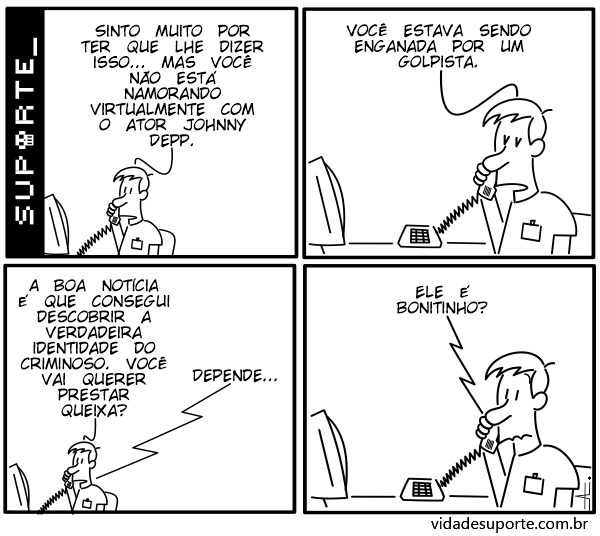 SUPORTE_
SINTO MUITO POR
TER QUE LHE DIZER
ISSO... MAS VOCÊ
NÃO ESTÁ
NAMORANDO
VIRTUALMENTE COM
O ATOR JOHNNY
DEPP.
VOCÊ ESTAVA SENDO
ENGANADA POR UM
GOLPISTA.
A BOA NOTÍCIA
É QUE CONSEGUI
DESCOBRIR A
VERDADEIRA
IDENTIDADE DO
CRIMINOSO. VOCÊ
VAI QUERER
PRESTAR
QUEIXA?
DEPENDE...
ELE É
BONITINHO?
vidadesuporte.com.br